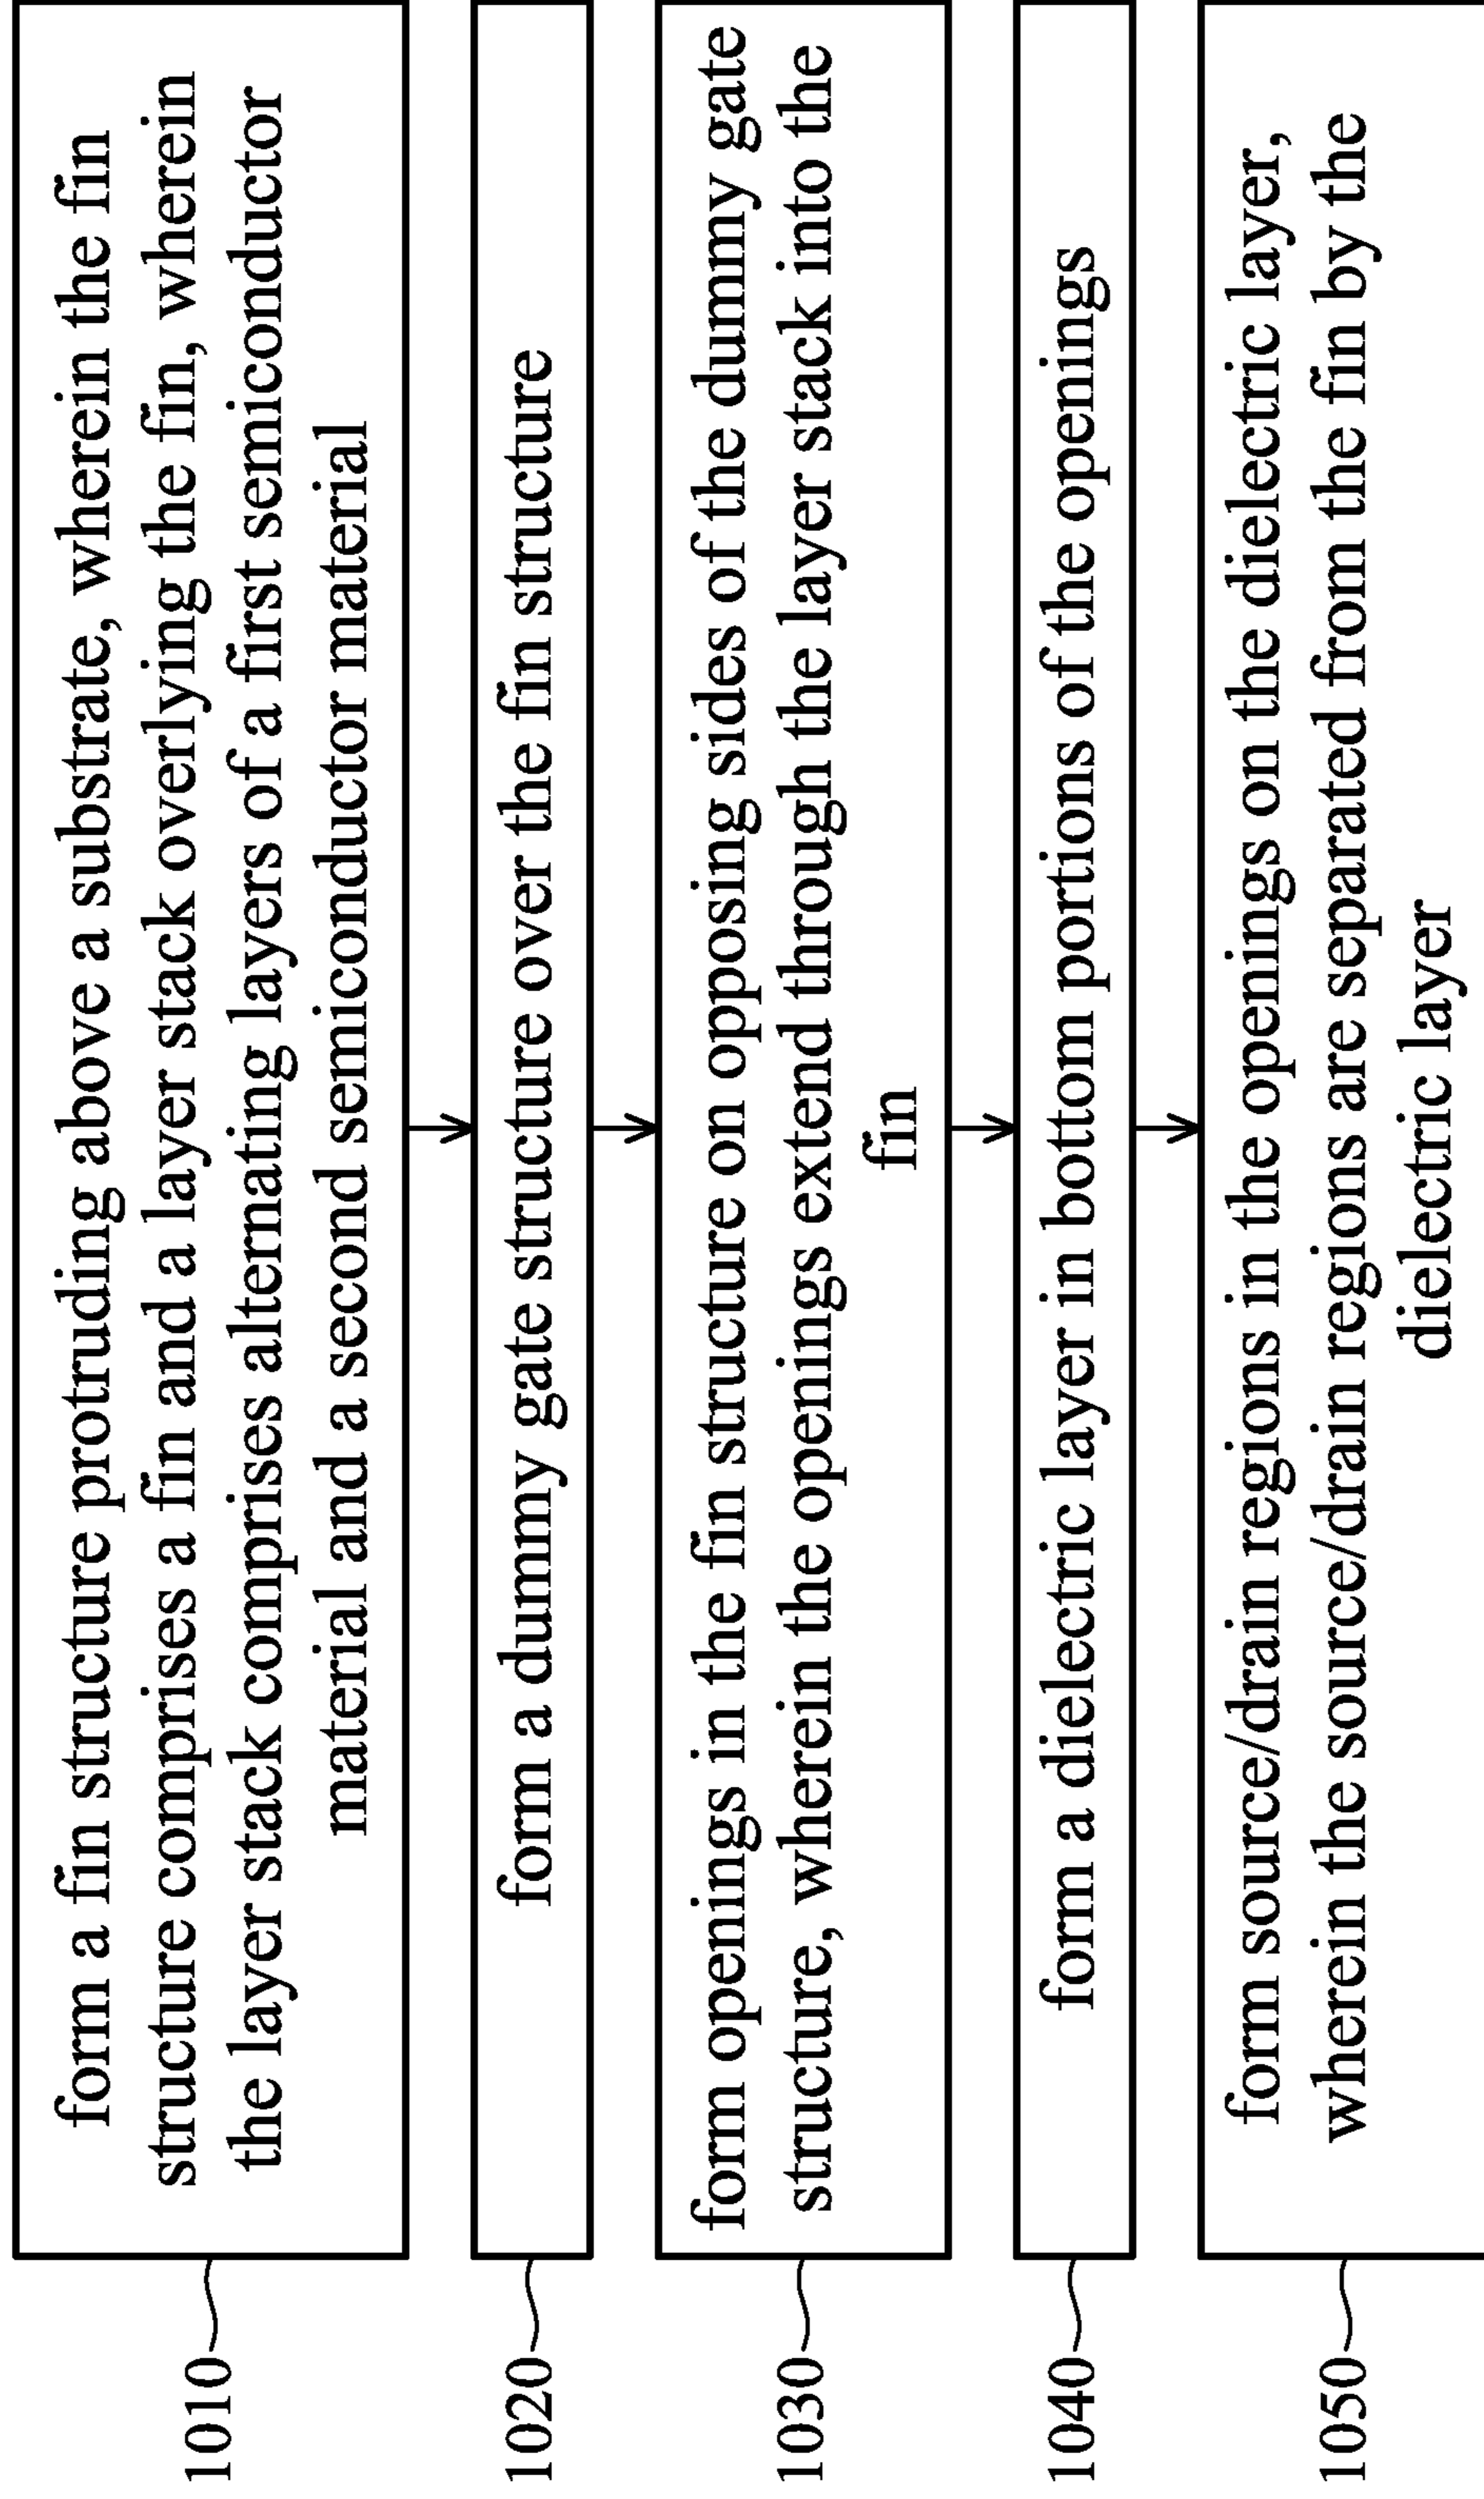 1010
form a fin structure protruding above a substrate, wherein the fin
structure comprises a fin and a layer stack overlying the fin, wherein
the layer stack comprises alternating layers of a first semiconductor
material and a second semiconductor material
1020
form a dummy gate structure over the fin structure
1030
form openings in the fin structure on opposing sides of the dummy gate
structure, wherein the openings extend through the layer stack into the
fin
1040
form a dielectric layer in bottom portions of the openings
1050
form source/drain regions in the openings on the dielectric layer,
wherein the source/drain regions are separated from the fin by the
dielectric layer